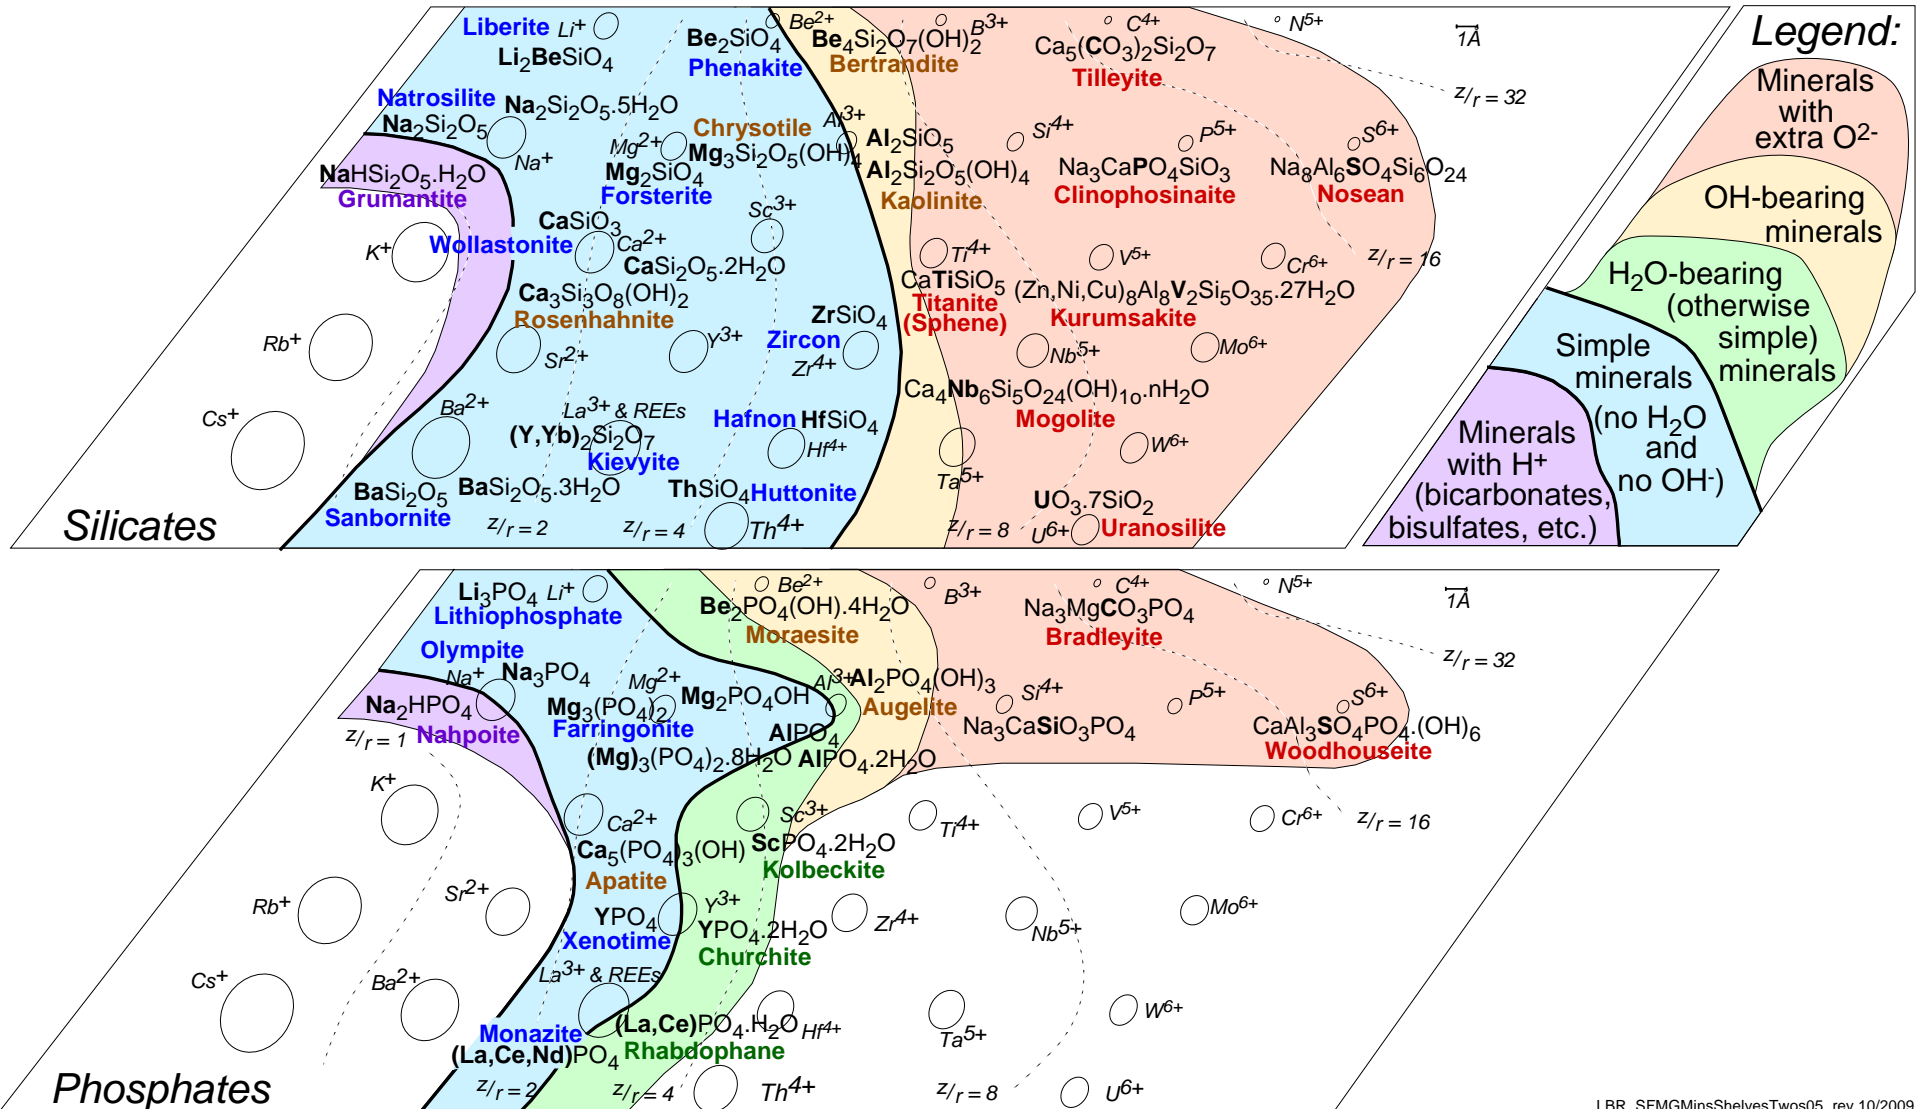 Liberite Li+
Li2BeSiO4
Be2SiO4
Phenakite
Be2+
Be4Si2O7(OH)2
Bertrandite
B3+
C4+
Ca5(CO3)2Si2O7
Tilleyite
N5+
1Å
z/r = 32
Natrosilite
Na2Si2O5
Na2Si2O5.5H2O
Na+
Mg2+
Mg2SiO4
Forsterite
Chrysotile
Mg3Si2O5(OH)4
Al3+
Al2SiO5
Al2Si2O5(OH)4
Kaolinite
Si4+
P5+
Na3CaPO4SiO3
Clinophosinaite
S6+
Na8Al6SO4Si6O24
Nosean
NaHSi2O5.H2O
Grumantite
K+
CaSiO3
Wollastonite
Ca2+
CaSi2O5.2H2O
Ca3Si3O8(OH)2
Rosenhahnite
Sc3+
Ti4+
CaTiSiO5
Titanite
(Sphene)
V5+
(Zn,Ni,Cu)8Al8V2Si5O35.27H2O
Kurumsakite
Cr6+
z/r = 16
Rb+
Sr2+
Y3+
ZrSiO4
Zircon
Zr4+
Nb5+
Mo6+
Ca4Nb6Si5O24(OH)10.nH2O
Mogolite
Cs+
Ba2+
La3+ & REEs
(Y,Yb)2Si2O7
Kievyite
Hafnon HfSiO4
Hf4+
Ta5+
W6+
BaSi2O5
Sanbornite
BaSi2O5.3H2O
ThSiO4 Huttonite
Th4+
UO3.7SiO2
U6+ Uranosilite
z/r = 2
z/r = 4
z/r = 8
Silicates
Legend:
Minerals
with
extra O2-
OH-bearing
minerals
H2O-bearing
(otherwise
simple)
minerals
Simple
minerals
(no H2O
and
no OH-)
Minerals
with H+
(bicarbonates,
bisulfates, etc.)
Li3PO4 Li+
Lithiophosphate
Be2+
Be2PO4(OH).4H2O
Moraesite
B3+
C4+
Na3MgCO3PO4
Bradleyite
N5+
1Å
z/r = 32
Olympite
Na+ Na3PO4
Na2HPO4
Nahpoite
z/r = 1
Mg2+
Mg3(PO4)2
Farringonite
Mg2PO4OH
(Mg)3(PO4)2.8H2O
Al3+
AlPO4
AlPO4.2H2O
Al2PO4(OH)3
Augelite
Si4+
Na3CaSiO3PO4
P5+
S6+
CaAl3SO4PO4.(OH)6
Woodhouseite
K+
Ca2+
Ca5(PO4)3(OH)
Apatite
Sc3+
ScPO4.2H2O
Kolbeckite
Ti4+
V5+
Cr6+
z/r = 16
Rb+
Sr2+
YPO4
Xenotime
Y3+
YPO4.2H2O
Churchite
Zr4+
Nb5+
Mo6+
Cs+
Ba2+
La3+ & REEs
Monazite
(La,Ce,Nd)PO4
(La,Ce)PO4.H2O
Rhabdophane
Hf4+
Ta5+
W6+
z/r = 2
z/r = 4
Th4+
z/r = 8
U6+
Phosphates
LBR SFMGMinsShelvesTwos05 rev 10/2009